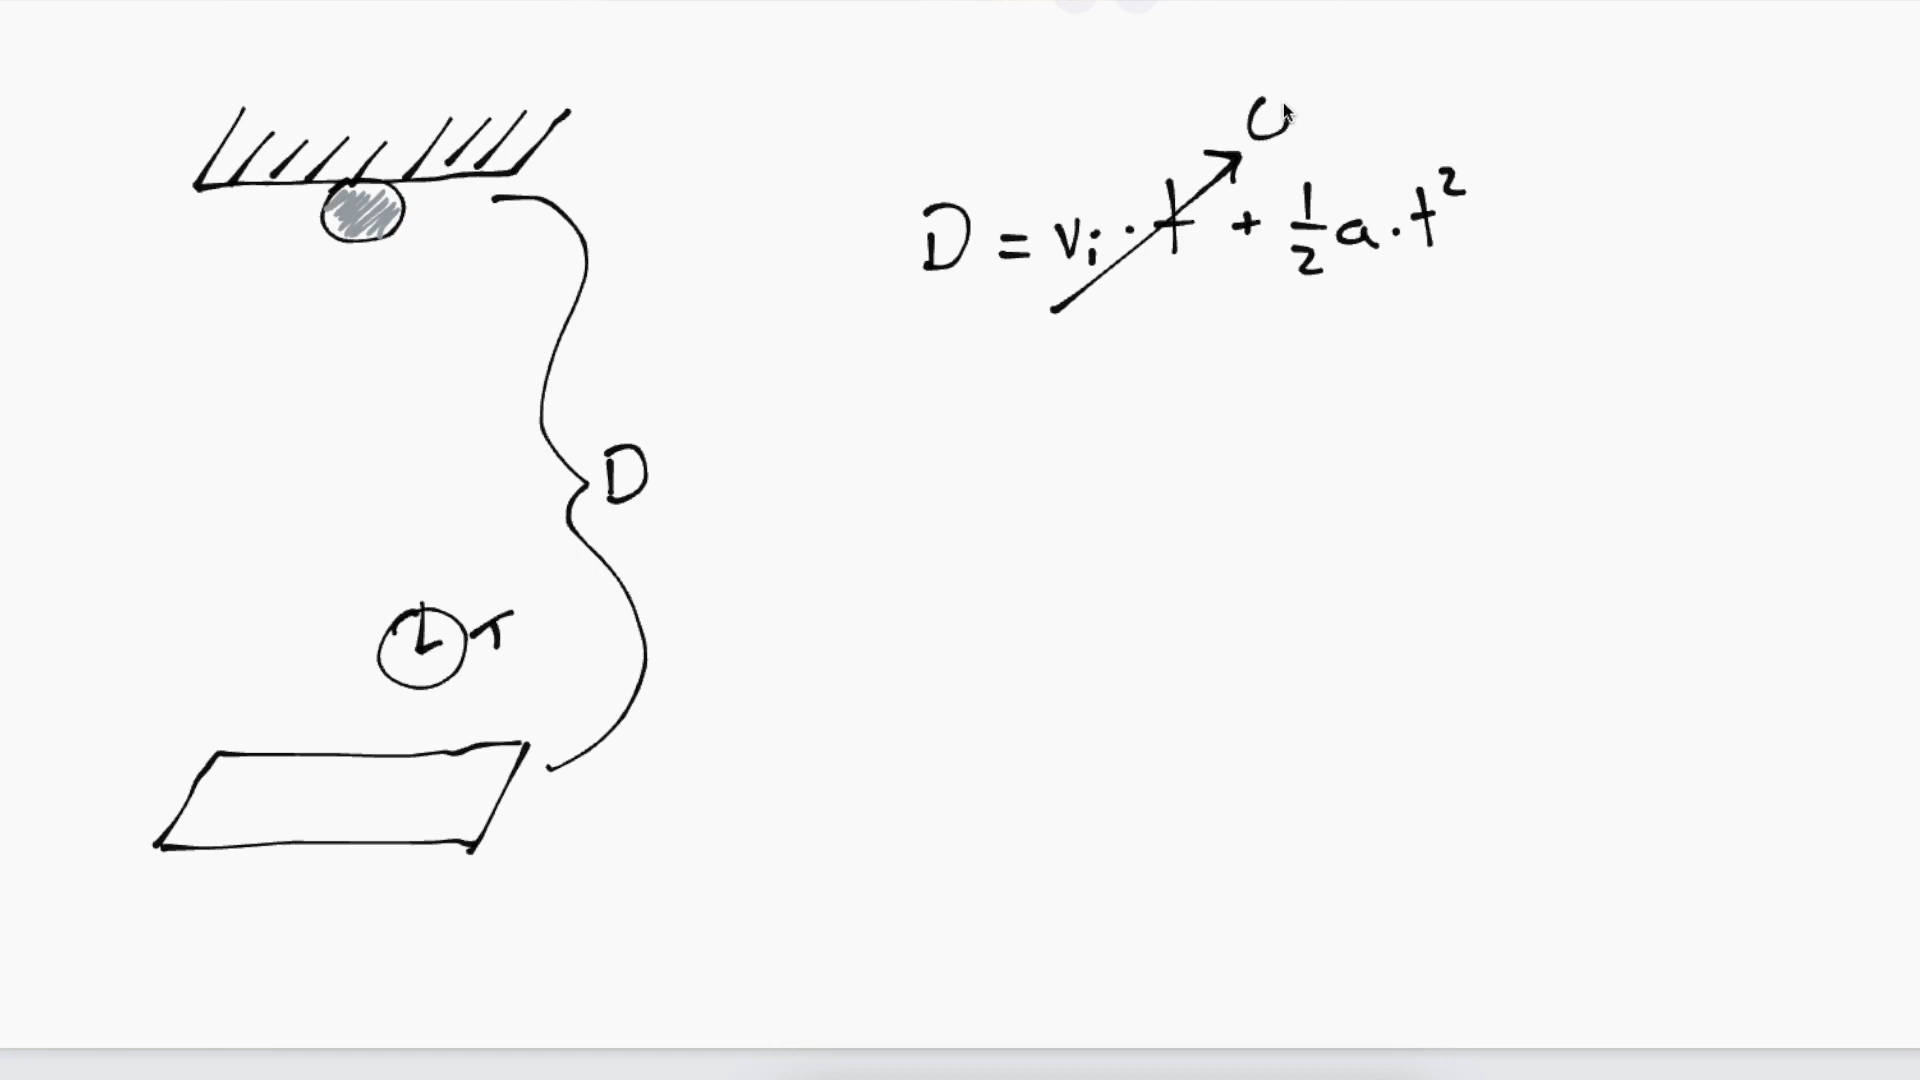 0
D = vi · t + 1/2 a · t²
D
T